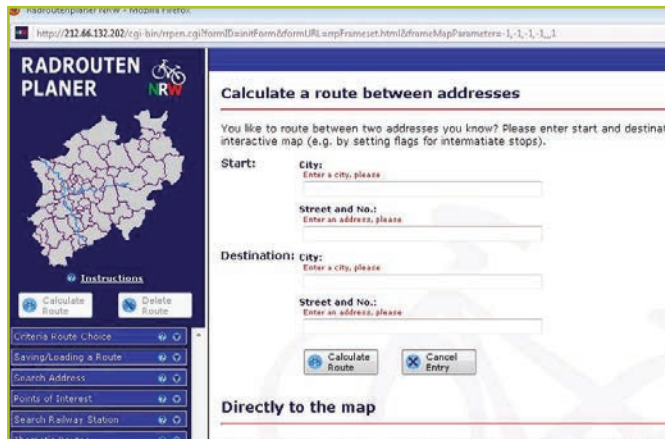 Radroutenplaner NRW - Mozilla Firefox
http://212.66.132.202/cgi-bin/rrpen.cgi?formID=initForm&formURL=rrpFrameset.html&frameMapParameter=-1,-1,-1,-1,,1
RADROUTEN
PLANER
NRW
Instructions
Calculate
Route
Delete
Route
Criteria Route Choice
Saving/Loading a Route
Search Address
Points of Interest
Search Railway Station
Calculate a route between addresses
You like to route between two addresses you know? Please enter start and destinat
interactive map (e.g. by setting flags for intermatiate stops).
Start:
City:
Enter a city, please
Street and No.:
Enter an address, please
Destination:
City:
Enter a city, please
Street and No.:
Enter an address, please
Calculate
Route
Cancel
Entry
Directly to the map